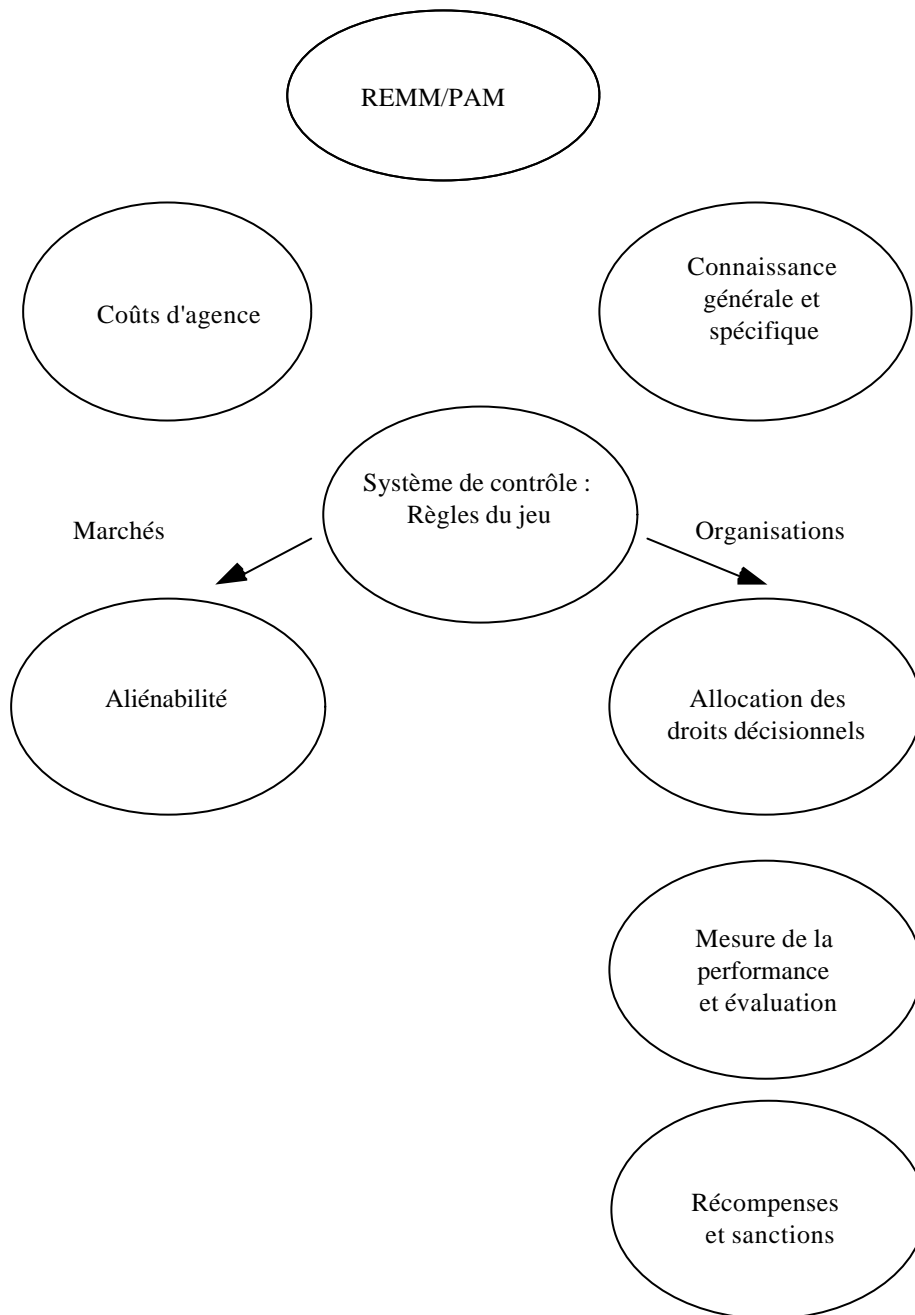 REMM/PAM
Coûts d'agence
Connaissance
générale et
spécifique
Système de contrôle :
Règles du jeu
Marchés
Organisations
Aliénabilité
Allocation des
droits décisionnels
Mesure de la
performance
et évaluation
Récompenses
et sanctions